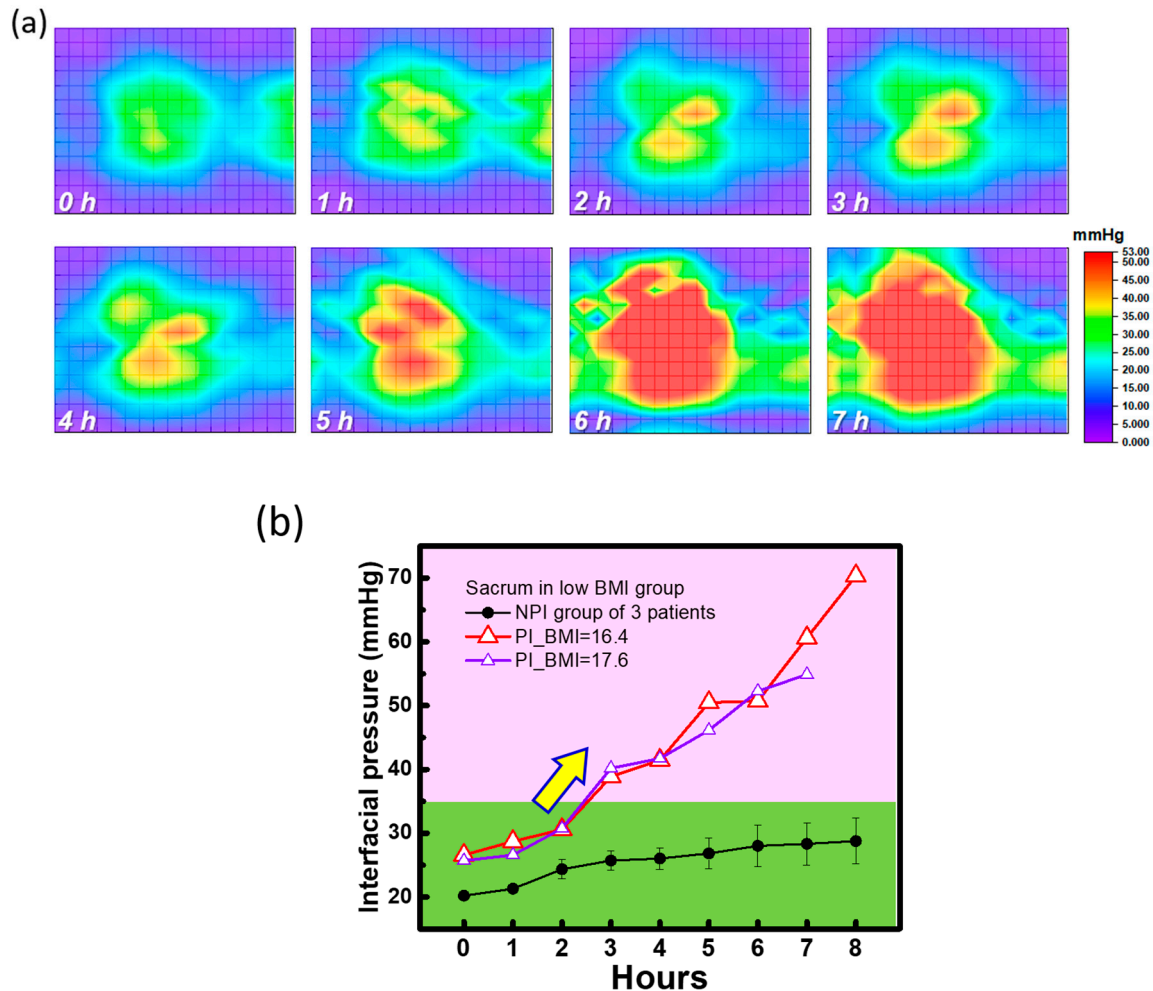 (a)
0 h
1 h
2 h
3 h
4 h
5 h
6 h
7 h
mmHg
53.00
50.00
45.00
40.00
35.00
30.00
25.00
20.00
15.00
10.00
5.000
0.000
(b)
Interfacial pressure (mmHg)
70
60
50
40
30
20
Sacrum in low BMI group
NPI group of 3 patients
PI_BMI=16.4
PI_BMI=17.6
0 1 2 3 4 5 6 7 8
Hours